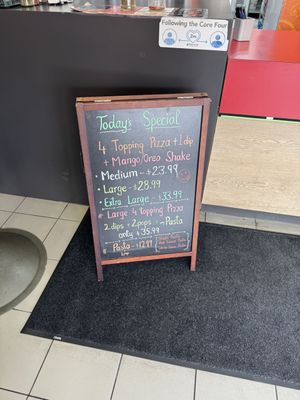 Following the Core Four
2m
Today's Special
4 Topping Pizza + 1 dip
+ Mango/Oreo Shake
• Medium - $23.99
• Large - $28.99
Extra Large - $33.99
# Large 4 topping Pizza
2 dips + 2 pops + Pasta
only $35.99
# Pasta - $12.99